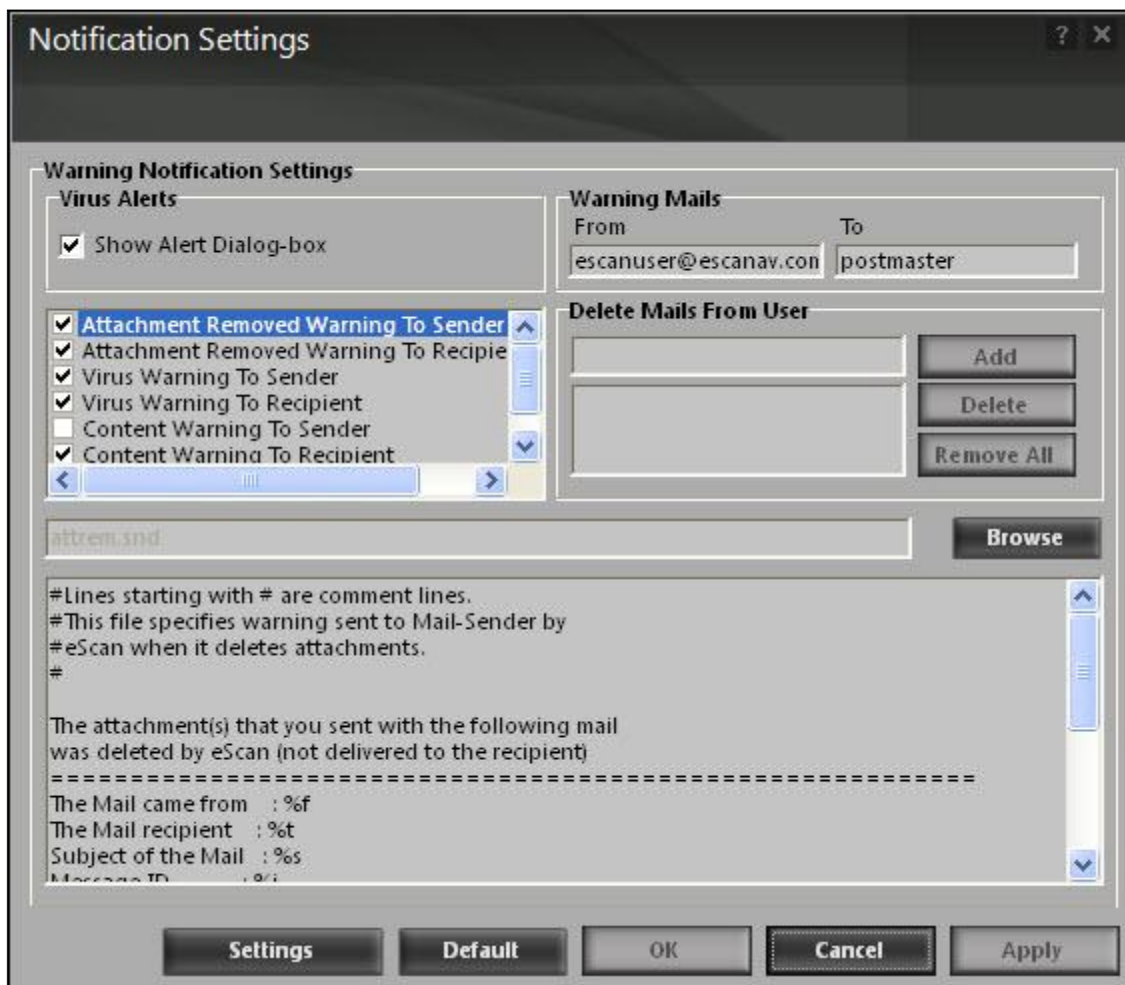 Notification Settings
? X
Warning Notification Settings
Virus Alerts
Show Alert Dialog-box
Warning Mails
From
To
escanuser@escanav.com
postmaster
Attachment Removed Warning To Sender
Attachment Removed Warning To Recipie
Virus Warning To Sender
Virus Warning To Recipient
Content Warning To Sender
Content Warning To Recipient
Delete Mails From User
Add
Delete
Remove All
attrem.snd
Browse
#Lines starting with # are comment lines.
#This file specifies warning sent to Mail-Sender by
#eScan when it deletes attachments.
#
The attachment(s) that you sent with the following mail
was deleted by eScan (not delivered to the recipient)
==========================================================
The Mail came from : %f
The Mail recipient : %t
Subject of the Mail : %s
Message ID : %i
Settings
Default
OK
Cancel
Apply